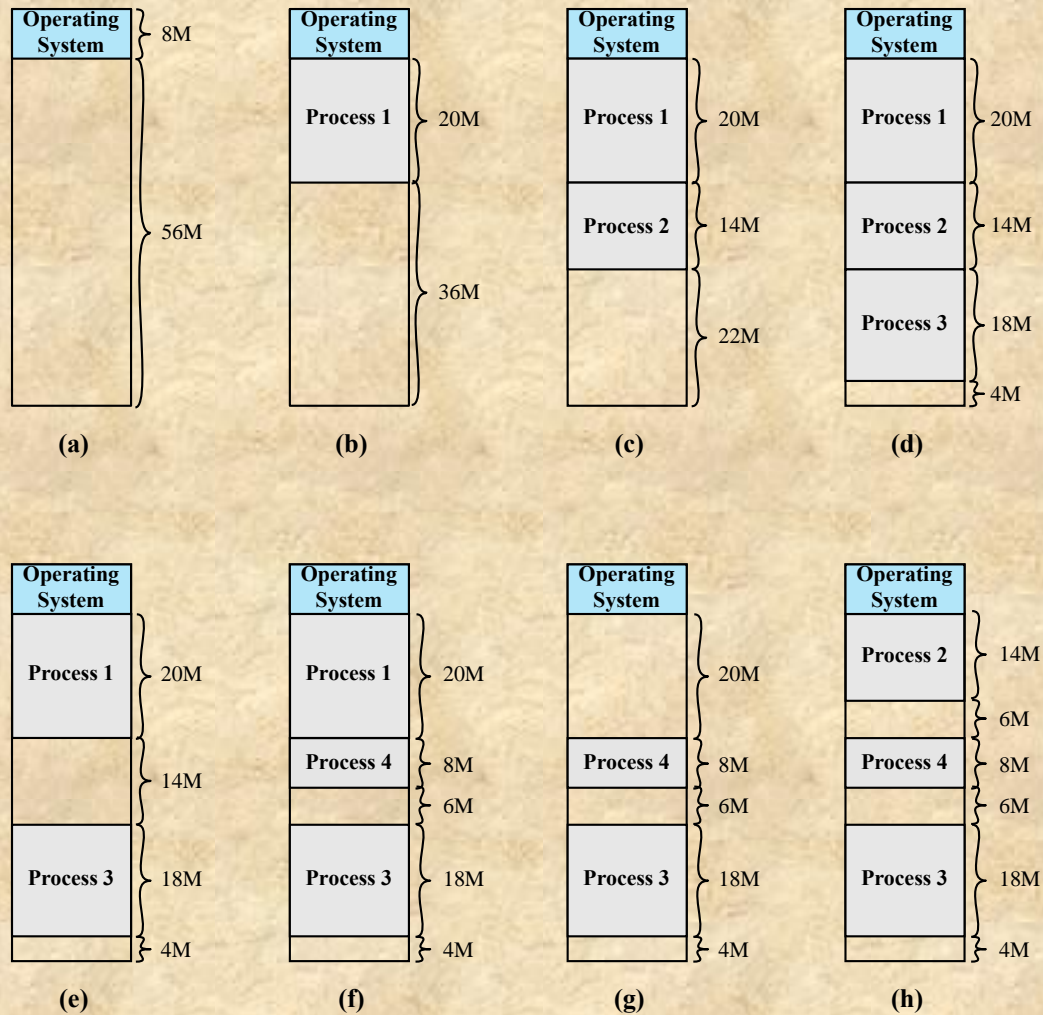 Operating
System
8M
56M
(a)
Operating
System
Process 1
20M
36M
(b)
Operating
System
Process 1
20M
Process 2
14M
22M
(c)
Operating
System
Process 1
20M
Process 2
14M
Process 3
18M
4M
(d)
Operating
System
Process 1
20M
14M
Process 3
18M
4M
(e)
Operating
System
Process 1
20M
Process 4
8M
6M
Process 3
18M
4M
(f)
Operating
System
20M
Process 4
8M
6M
Process 3
18M
4M
(g)
Operating
System
Process 2
14M
6M
Process 4
8M
6M
Process 3
18M
4M
(h)